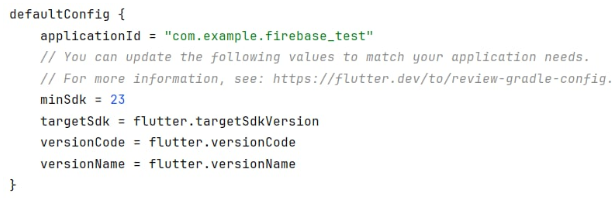 defaultConfig {
    applicationId = "com.example.firebase_test"
    // You can update the following values to match your application needs.
    // For more information, see: https://flutter.dev/to/review-gradle-config.
    minSdk = 23
    targetSdk = flutter.targetSdkVersion
    versionCode = flutter.versionCode
    versionName = flutter.versionName
}